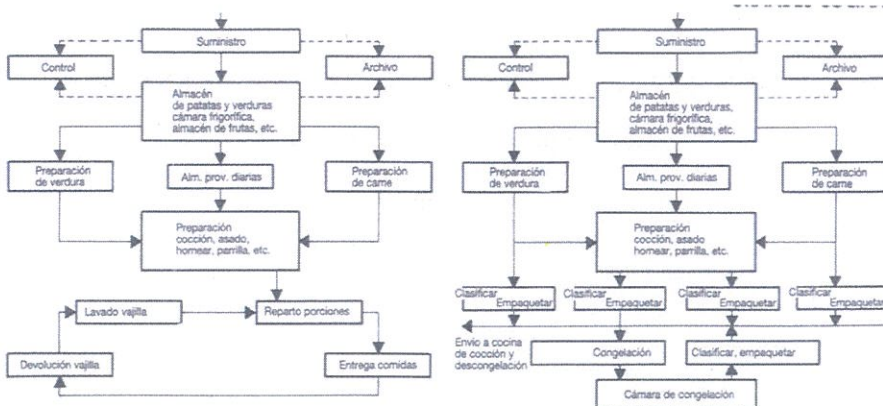 Suministro
Control
Archivo
Almacén
de patatas y verduras,
cámara frigorífica,
almacén de frutas, etc.
Preparación
de verdura
Alm. prov. diarias
Preparación
de carne
Preparación
cocción, asado,
hornear, parrilla, etc.
Lavado vajilla
Reparto porciones
Devolución vajilla
Entrega comidas
Suministro
Control
Archivo
Almacén
de patatas y verduras,
cámara frigorífica,
almacén de frutas, etc.
Preparación
de verdura
Alm. prov. diarias
Preparación
de carne
Preparación
cocción, asado
hornear, parrilla, etc.
Clasificar
Empaquetar
Clasificar
Empaquetar
Clasificar
Empaquetar
Clasificar
Empaquetar
Envío a cocina
de cocción y
descongelación
Congelación
Clasificar, empaquetar
Cámara de congelación